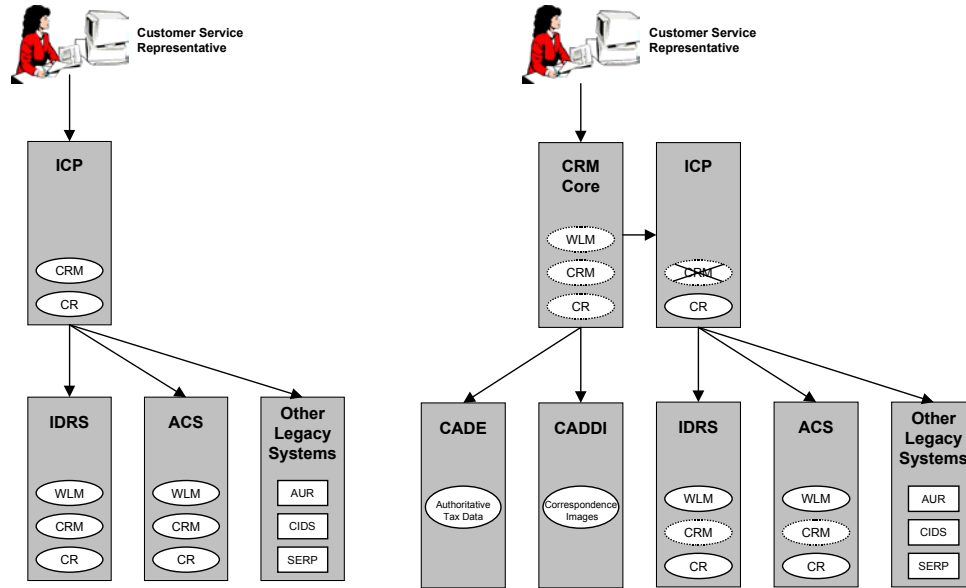 Customer Service
Representative
ICP
CRM
CR
IDRS
WLM
CRM
CR
ACS
WLM
CRM
CR
Other
Legacy
Systems
AUR
CIDS
SERP
Customer Service
Representative
CRM
Core
WLM
CRM
CR
ICP
CRM
CR
CADE
Authoritative
Tax Data
CADDI
Correspondence
Images
IDRS
WLM
CRM
CR
ACS
WLM
CRM
CR
Other
Legacy
Systems
AUR
CIDS
SERP